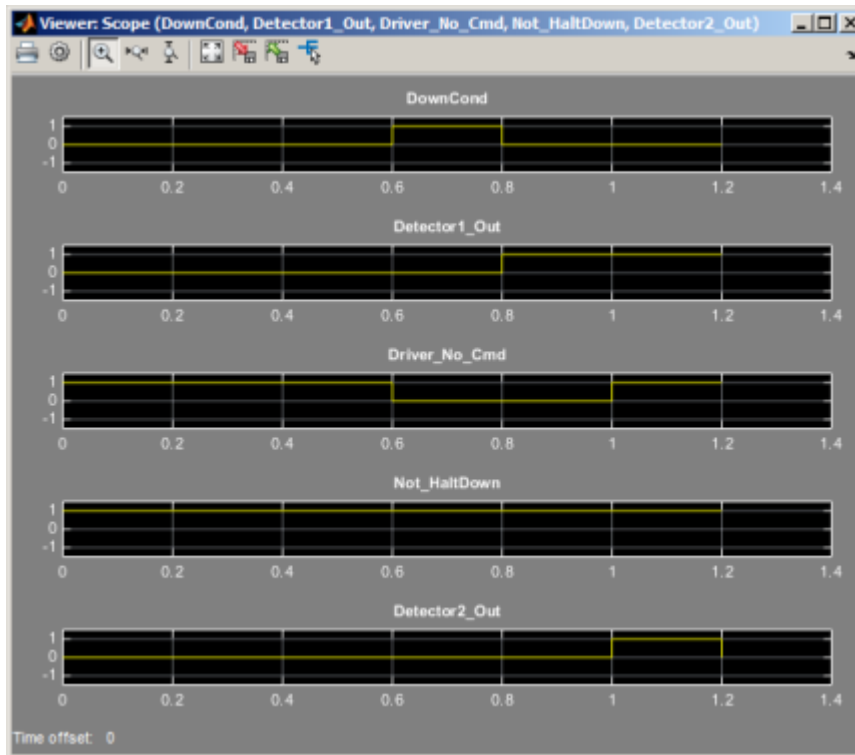 Viewer: Scope (DownCond, Detector1_Out, Driver_No_Cmd, Not_HaltDown, Detector2_Out)
DownCond
1
0
-1
0 0.2 0.4 0.6 0.8 1 1.2 1.4
Detector1_Out
1
0
-1
0 0.2 0.4 0.6 0.8 1 1.2 1.4
Driver_No_Cmd
1
0
-1
0 0.2 0.4 0.6 0.8 1 1.2 1.4
Not_HaltDown
1
0
-1
0 0.2 0.4 0.6 0.8 1 1.2 1.4
Detector2_Out
1
0
-1
0 0.2 0.4 0.6 0.8 1 1.2 1.4
Time offset: 0